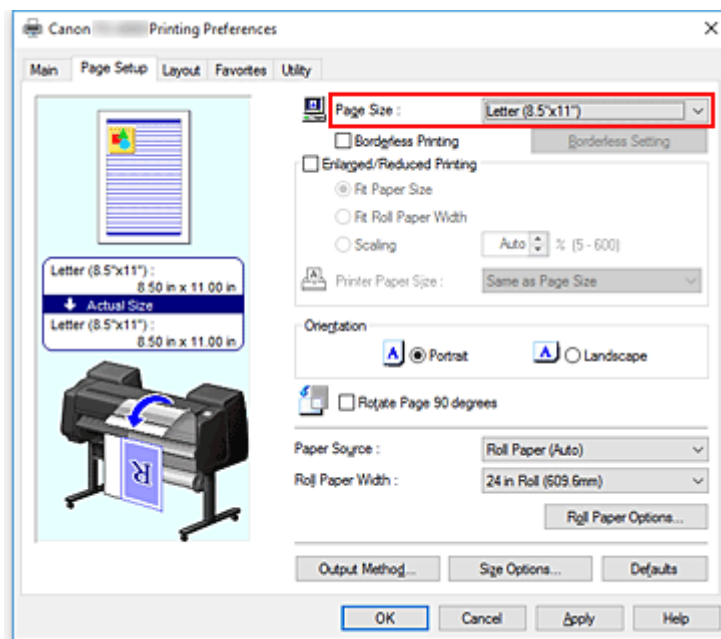 Canon Printing Preferences
Main Page Setup Layout Favorites Utility
Page Size : Letter (8.5"x11")
Borderless Printing Borderless Setting
Enlarged/Reduced Printing
Fit Paper Size
Fit Roll Paper Width
Scaling Auto % (5 - 600)
Printer Paper Size : Same as Page Size
Letter (8.5"x11") :
8.50 in x 11.00 in
Actual Size
Letter (8.5"x11") :
8.50 in x 11.00 in
Orientation
A Portrait A Landscape
Rotate Page 90 degrees
R
Paper Source : Roll Paper (Auto)
Roll Paper Width : 24 in Roll (609.6mm)
Roll Paper Options...
Output Method... Size Options... Defaults
OK Cancel Apply Help